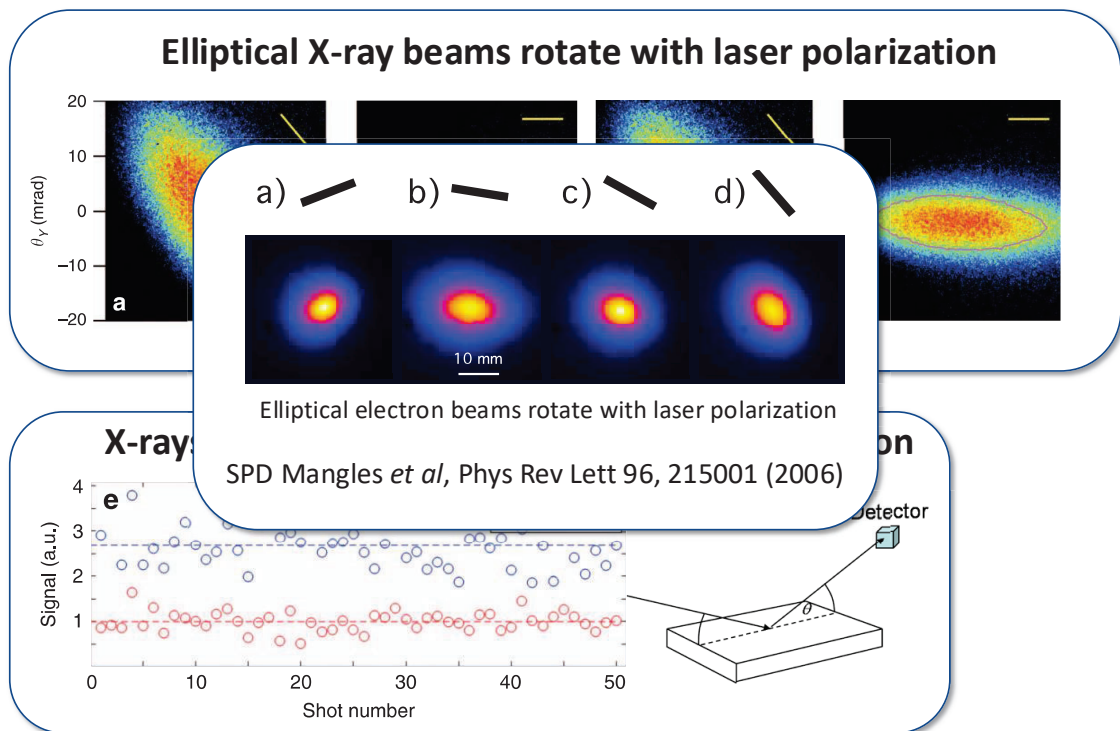 Elliptical X-ray beams rotate with laser polarization
20
10
0
−10
−20
θY (mrad)
a
a)
b)
c)
d)
10 mm
Elliptical electron beams rotate with laser polarization
SPD Mangles et al, Phys Rev Lett 96, 215001 (2006)
X-rays
on
4
3
2
1
Signal (a.u.)
e
0
10
20
30
40
50
Shot number
Detector
θ